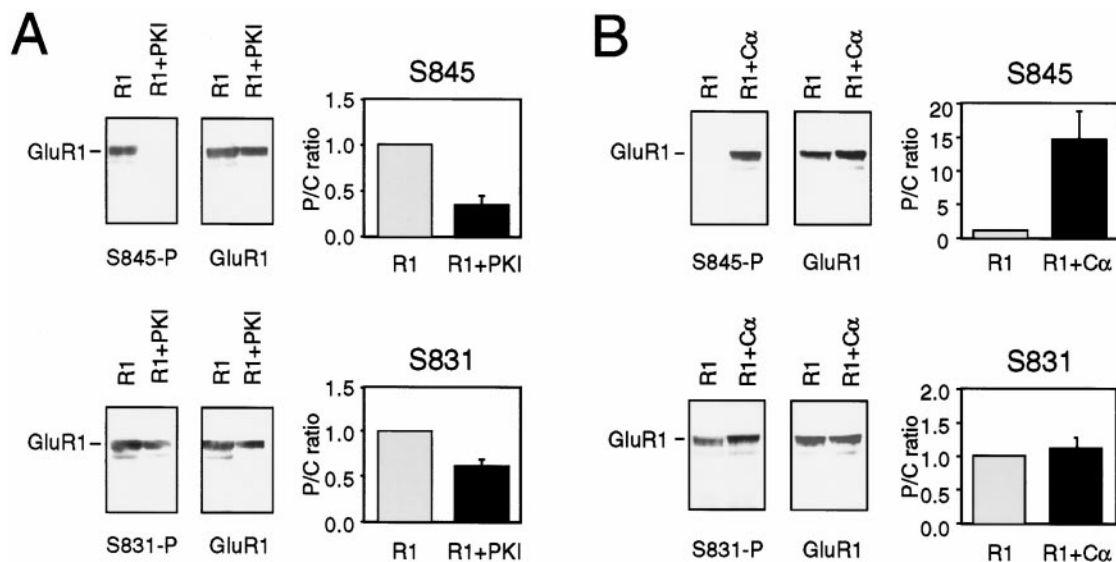 A
R1
R1+PKI
R1
R1+PKI
GluR1
S845-P
GluR1
S845
P/C ratio
1.5
1.0
0.5
0.0
R1
R1+PKI
R1
R1+PKI
R1
R1+PKI
GluR1
S831-P
GluR1
S831
P/C ratio
1.5
1.0
0.5
0.0
R1
R1+PKI
B
R1
R1+Cα
R1
R1+Cα
GluR1
S845-P
GluR1
S845
P/C ratio
20
15
10
5
0
R1
R1+Cα
R1
R1+Cα
R1
R1+Cα
GluR1
S831-P
GluR1
S831
P/C ratio
2.0
1.5
1.0
0.5
0.0
R1
R1+Cα